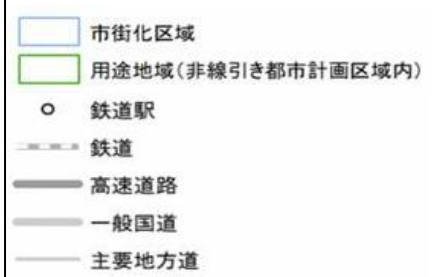 市街化区域
用途地域(非線引き都市計画区域内)
鉄道駅
鉄道
高速道路
一般国道
主要地方道